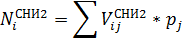 N_i^{СНИ2} = ∑ V_{ij}^{СНИ2} * p_j